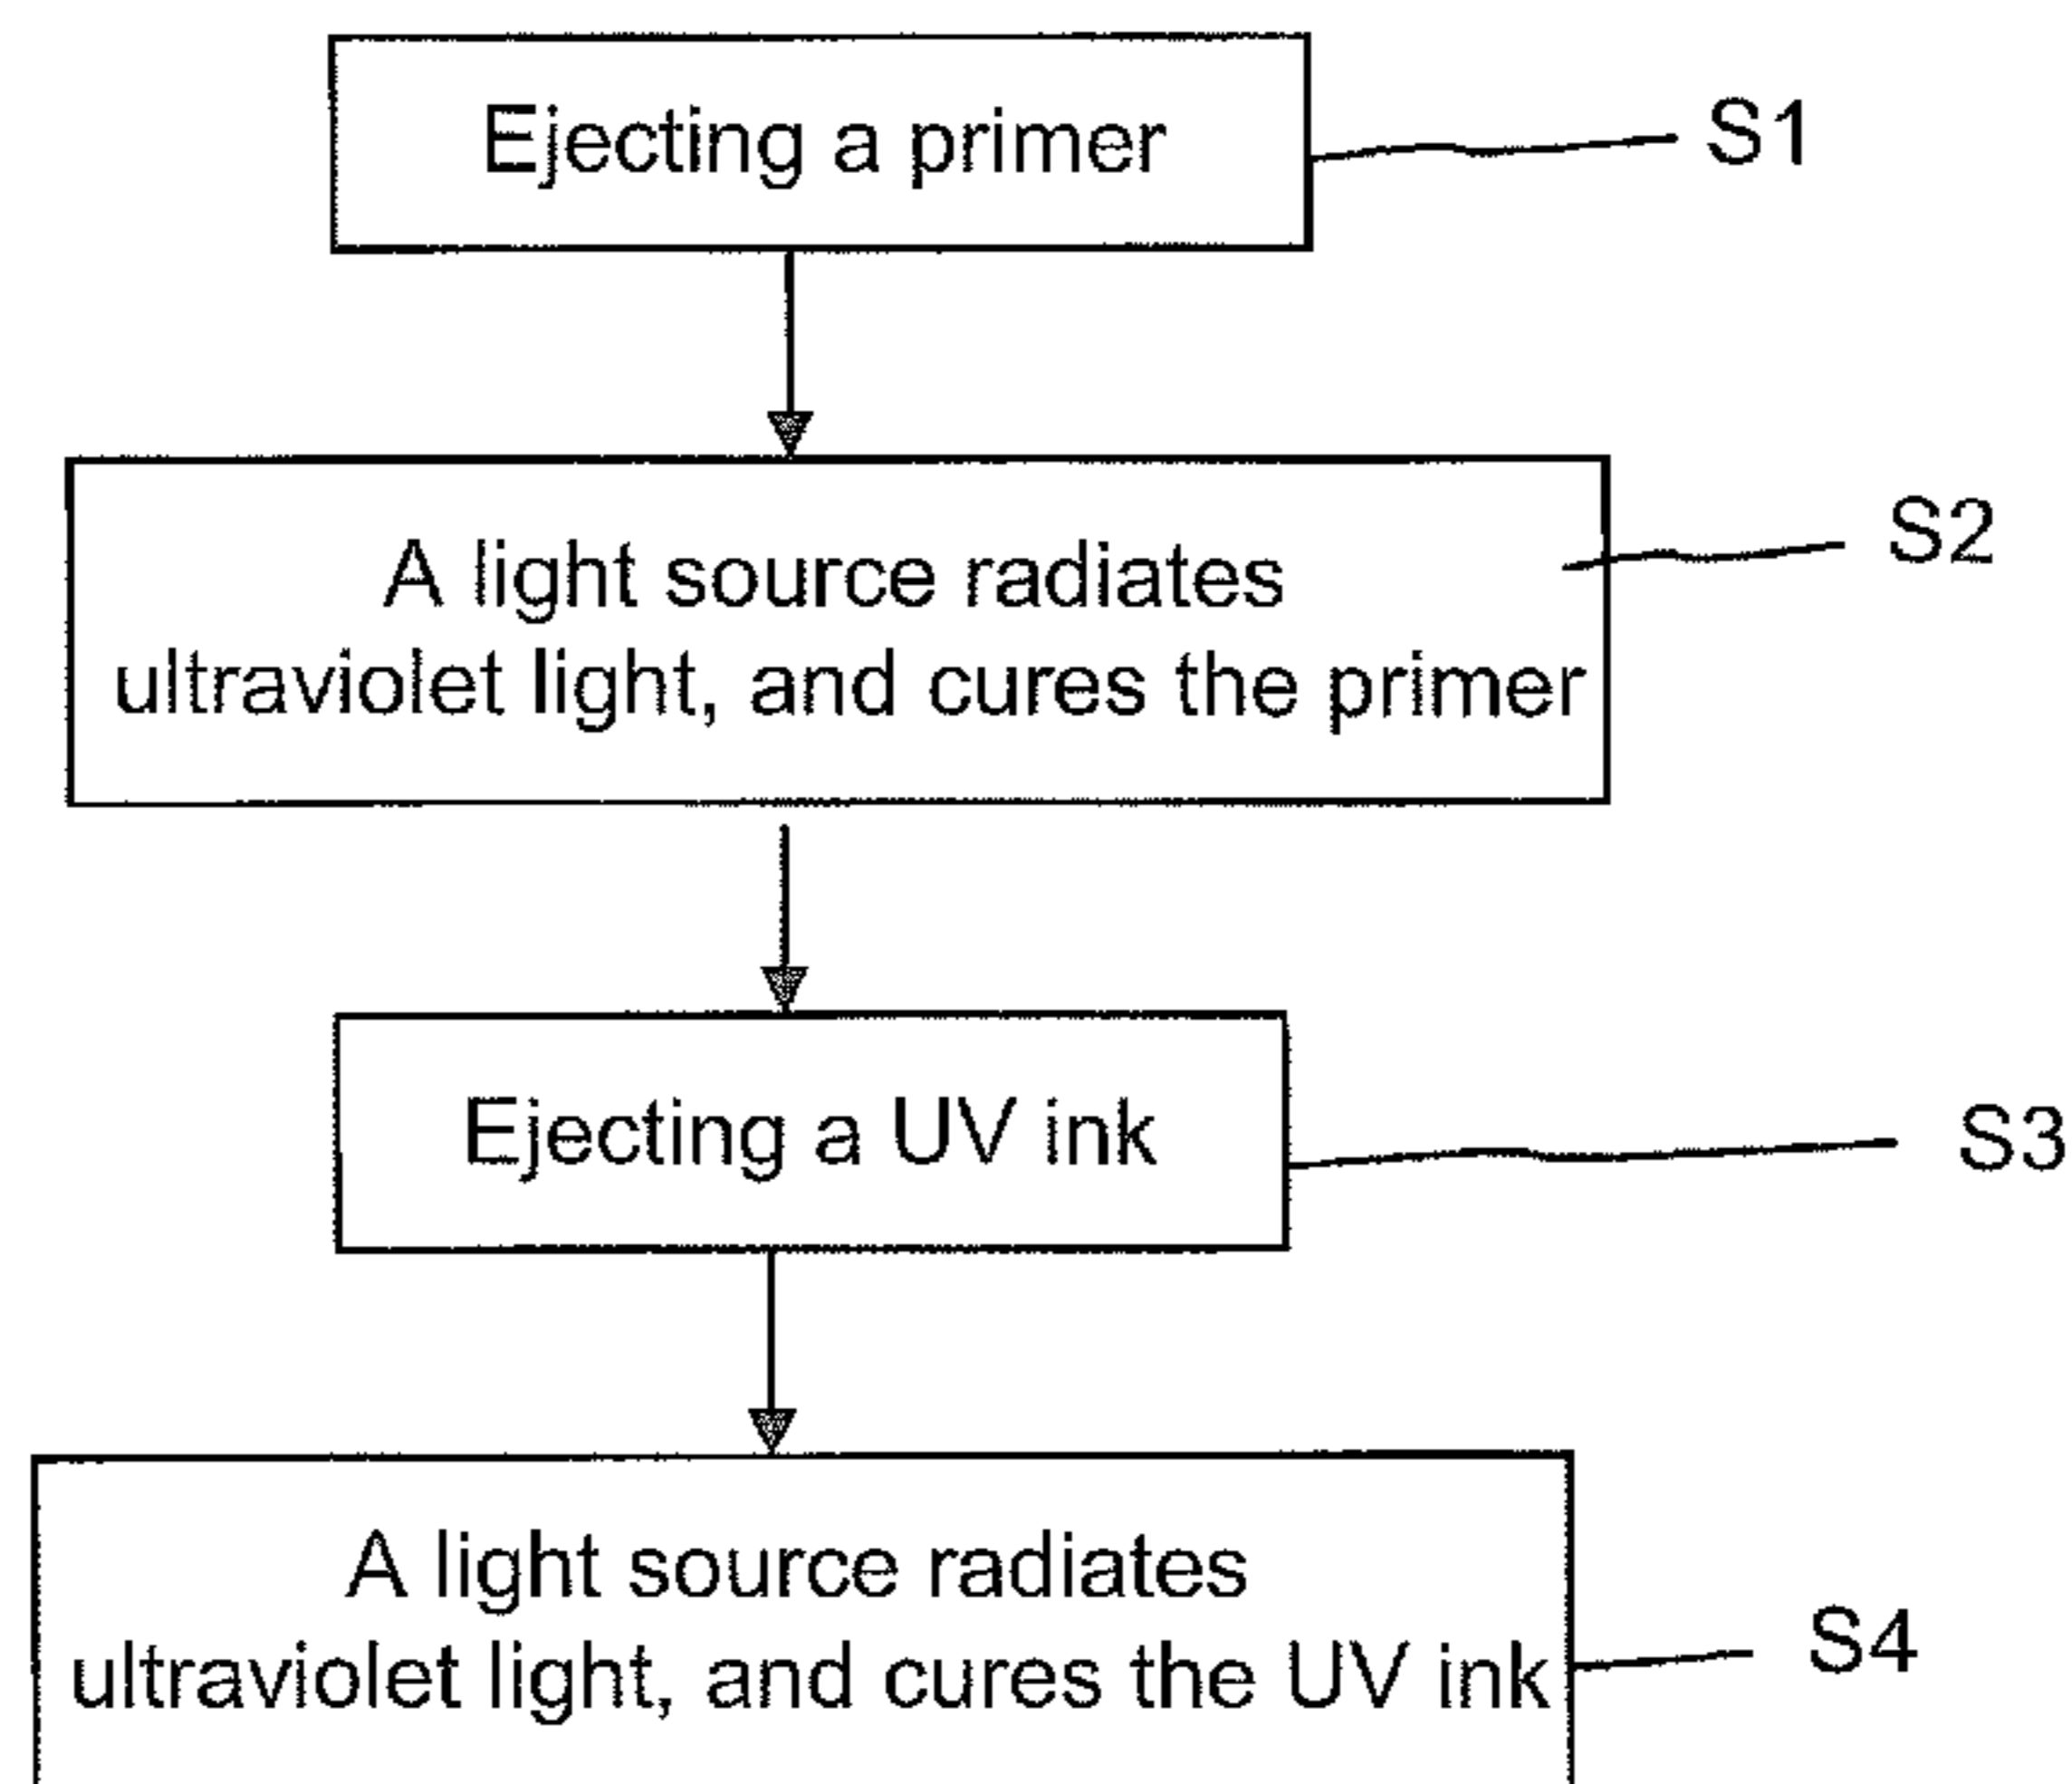 Ejecting a primer
S1
A light source radiates
ultraviolet light, and cures the primer
S2
Ejecting a UV ink
S3
A light source radiates
ultraviolet light, and cures the UV ink
S4